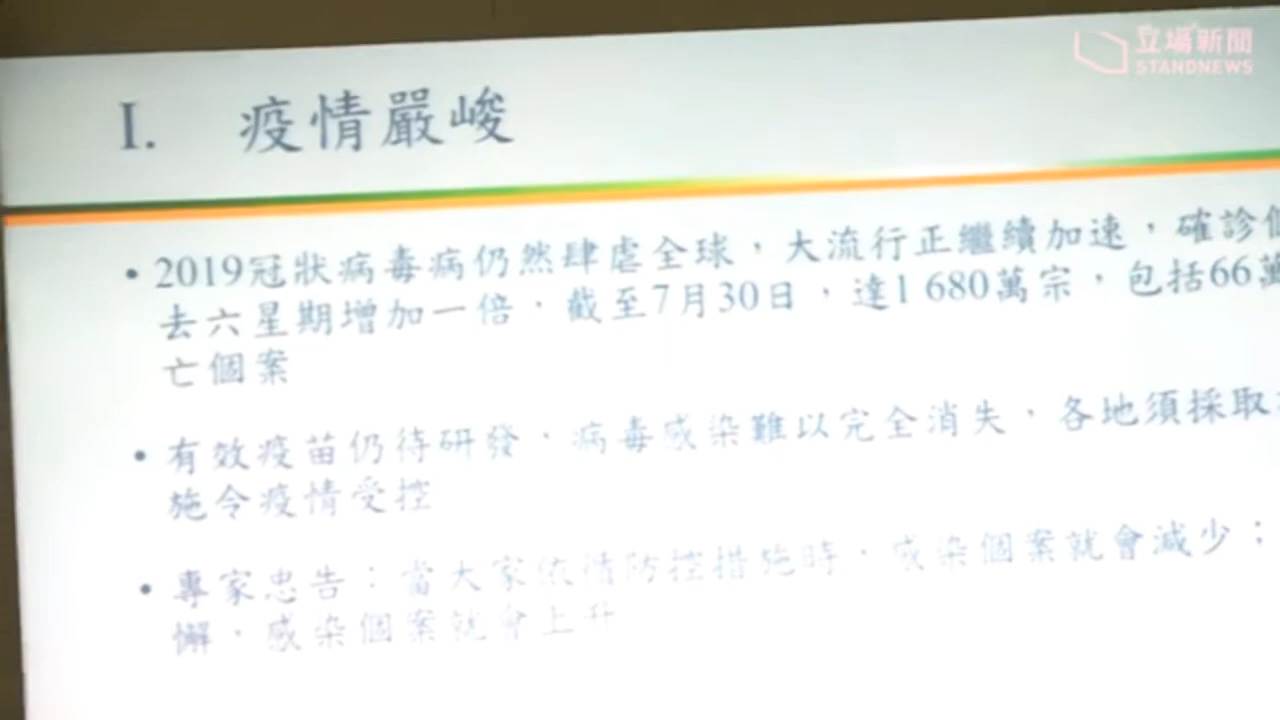 立場新聞
STANDNEWS
I. 疫情嚴峻
• 2019冠狀病毒病仍然肆虐全球，大流行正繼續加速，確診
去六星期增加一倍，截至7月30日，達1 680萬宗，包括66萬
亡個案
• 有效疫苗仍待研發，病毒感染難以完全消失，各地須採取
施令疫情受控
• 專家忠告：當大家依循防控措施時，感染個案就會減少；
懈，感染個案就會上升